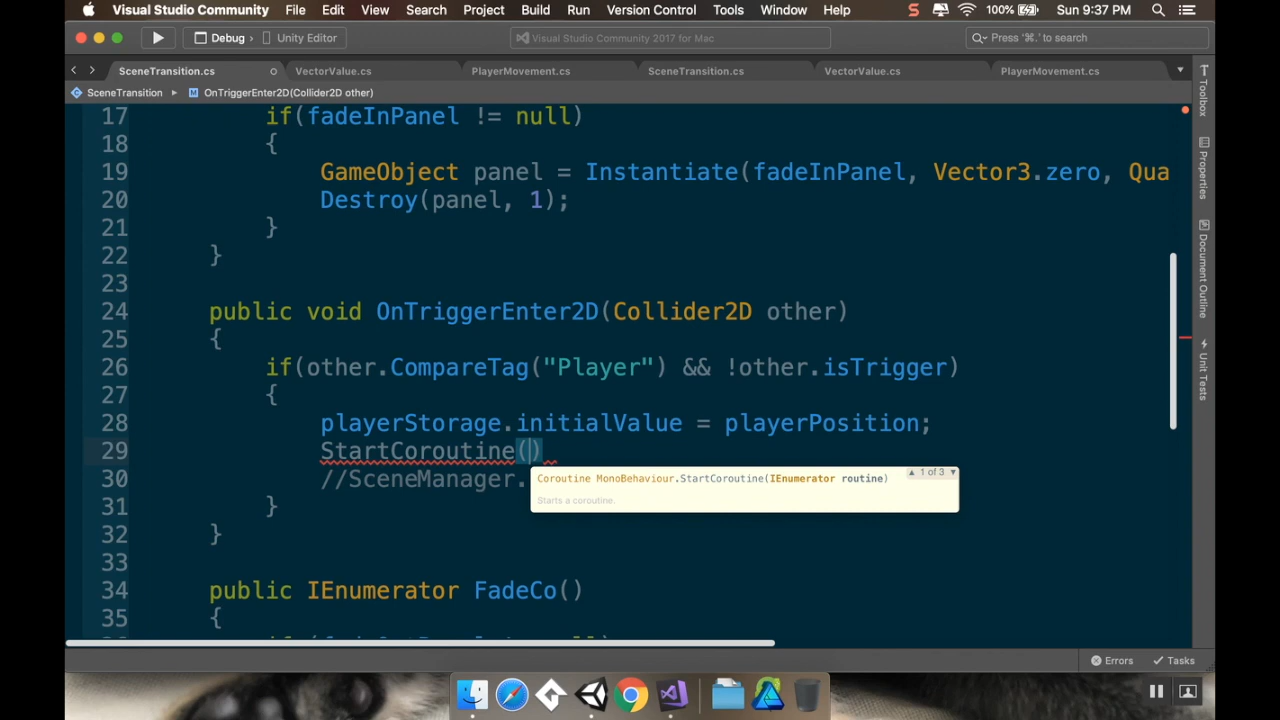 Visual Studio Community File Edit View Search Project Build Run Version Control Tools Window Help S 100% Sun 9:37 PM
Debug Unity Editor Visual Studio Community 2017 for Mac Press '⌘.' to search
SceneTransition.cs VectorValue.cs PlayerMovement.cs SceneTransition.cs VectorValue.cs PlayerMovement.cs
SceneTransition OnTriggerEnter2D(Collider2D other)
17 if(fadeInPanel != null)
18 {
19 GameObject panel = Instantiate(fadeInPanel, Vector3.zero, Qua
20 Destroy(panel, 1);
21 }
22 }
23
24 public void OnTriggerEnter2D(Collider2D other)
25 {
26 if(other.CompareTag("Player") && !other.isTrigger)
27 {
28 playerStorage.initialValue = playerPosition;
29 StartCoroutine()
1 of 3
Coroutine MonoBehaviour.StartCoroutine(IEnumerator routine)
Starts a coroutine.
30 //SceneManager.
31 }
32 }
33
34 public IEnumerator FadeCo()
35 {
Toolbox
Properties
Document Outline
Unit Tests
Errors Tasks